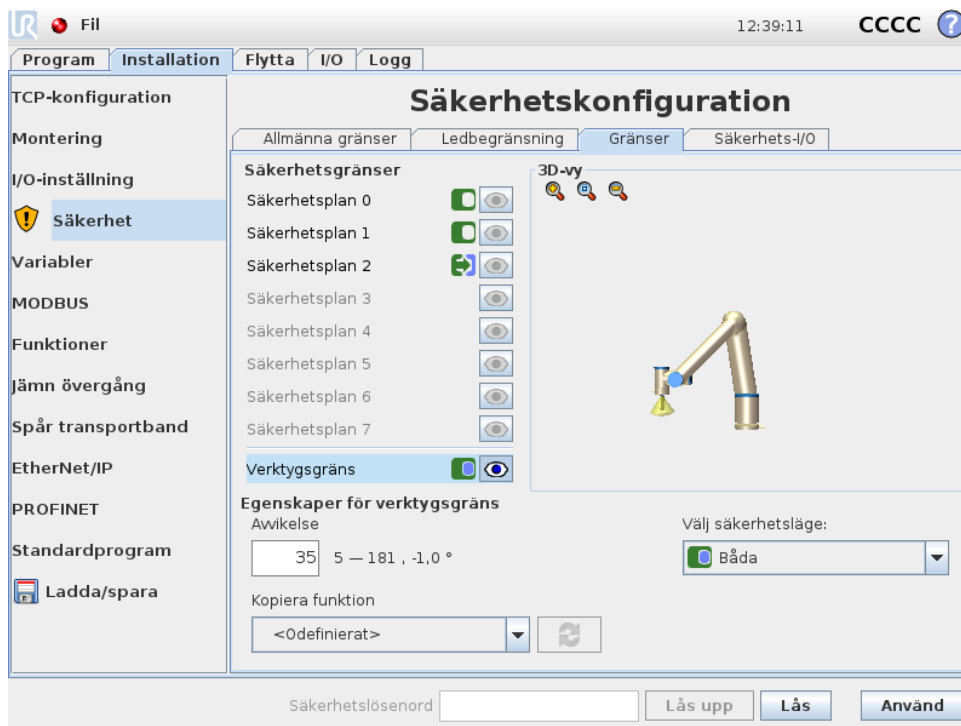 UR Fil 12:39:11 CCCC ?
Program Installation Flytta I/O Logg
TCP-konfiguration
Montering
I/O-inställning
Säkerhet
Variabler
MODBUS
Funktioner
Jämn övergång
Spår transportband
EtherNet/IP
PROFINET
Standardprogram
Ladda/spara
Säkerhetskonfiguration
Allmänna gränser Ledbegränsning Gränser Säkerhets-I/O
Säkerhetsgränser
Säkerhetsplan 0
Säkerhetsplan 1
Säkerhetsplan 2
Säkerhetsplan 3
Säkerhetsplan 4
Säkerhetsplan 5
Säkerhetsplan 6
Säkerhetsplan 7
Verktygsgräns
3D-vy
Egenskaper för verktygsgräns
Avvikelse
35 5 — 181 , -1,0 °
Välj säkerhetsläge:
Båda
Kopiera funktion
<Odefinierat>
Säkerhetslösenord Lås upp Lås Använd